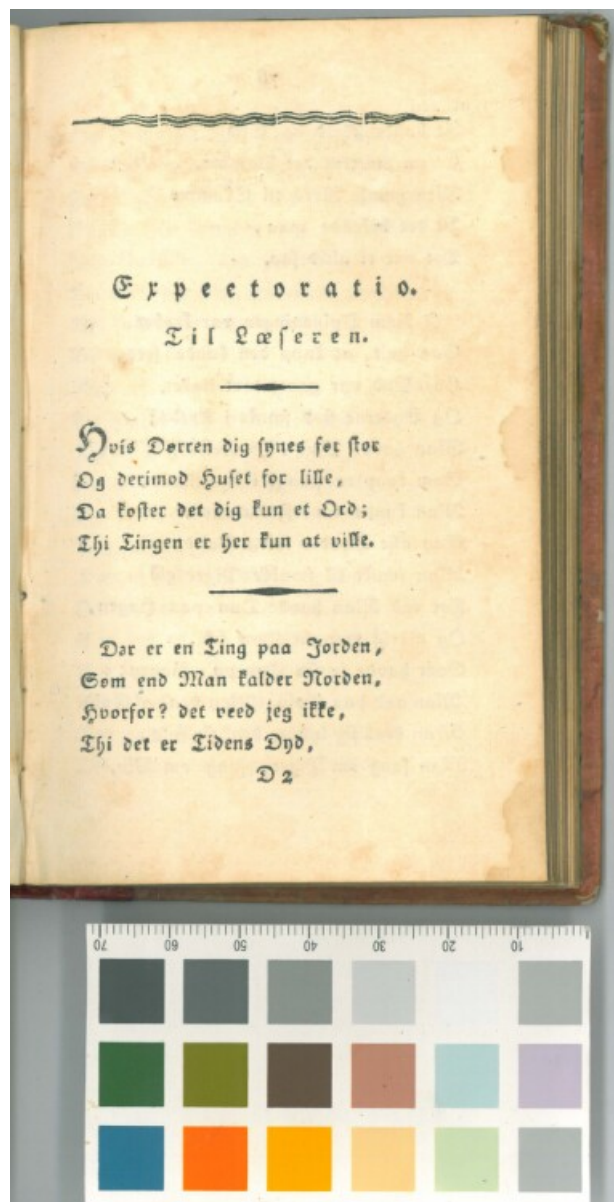 Expectoratio.
Til Læseren.
Hvis Dørren dig synes for stor
Og derimod Huset for lille,
Da koster det dig kun et Ord;
Thi Tingen er her kun at ville.
Der er en Ting paa Jorden,
Som end Man kalder Norden,
Hvorfor? det veed jeg ikke,
Thi det er Tidens Dyd,
D 2
70 60 50 40 30 20 10